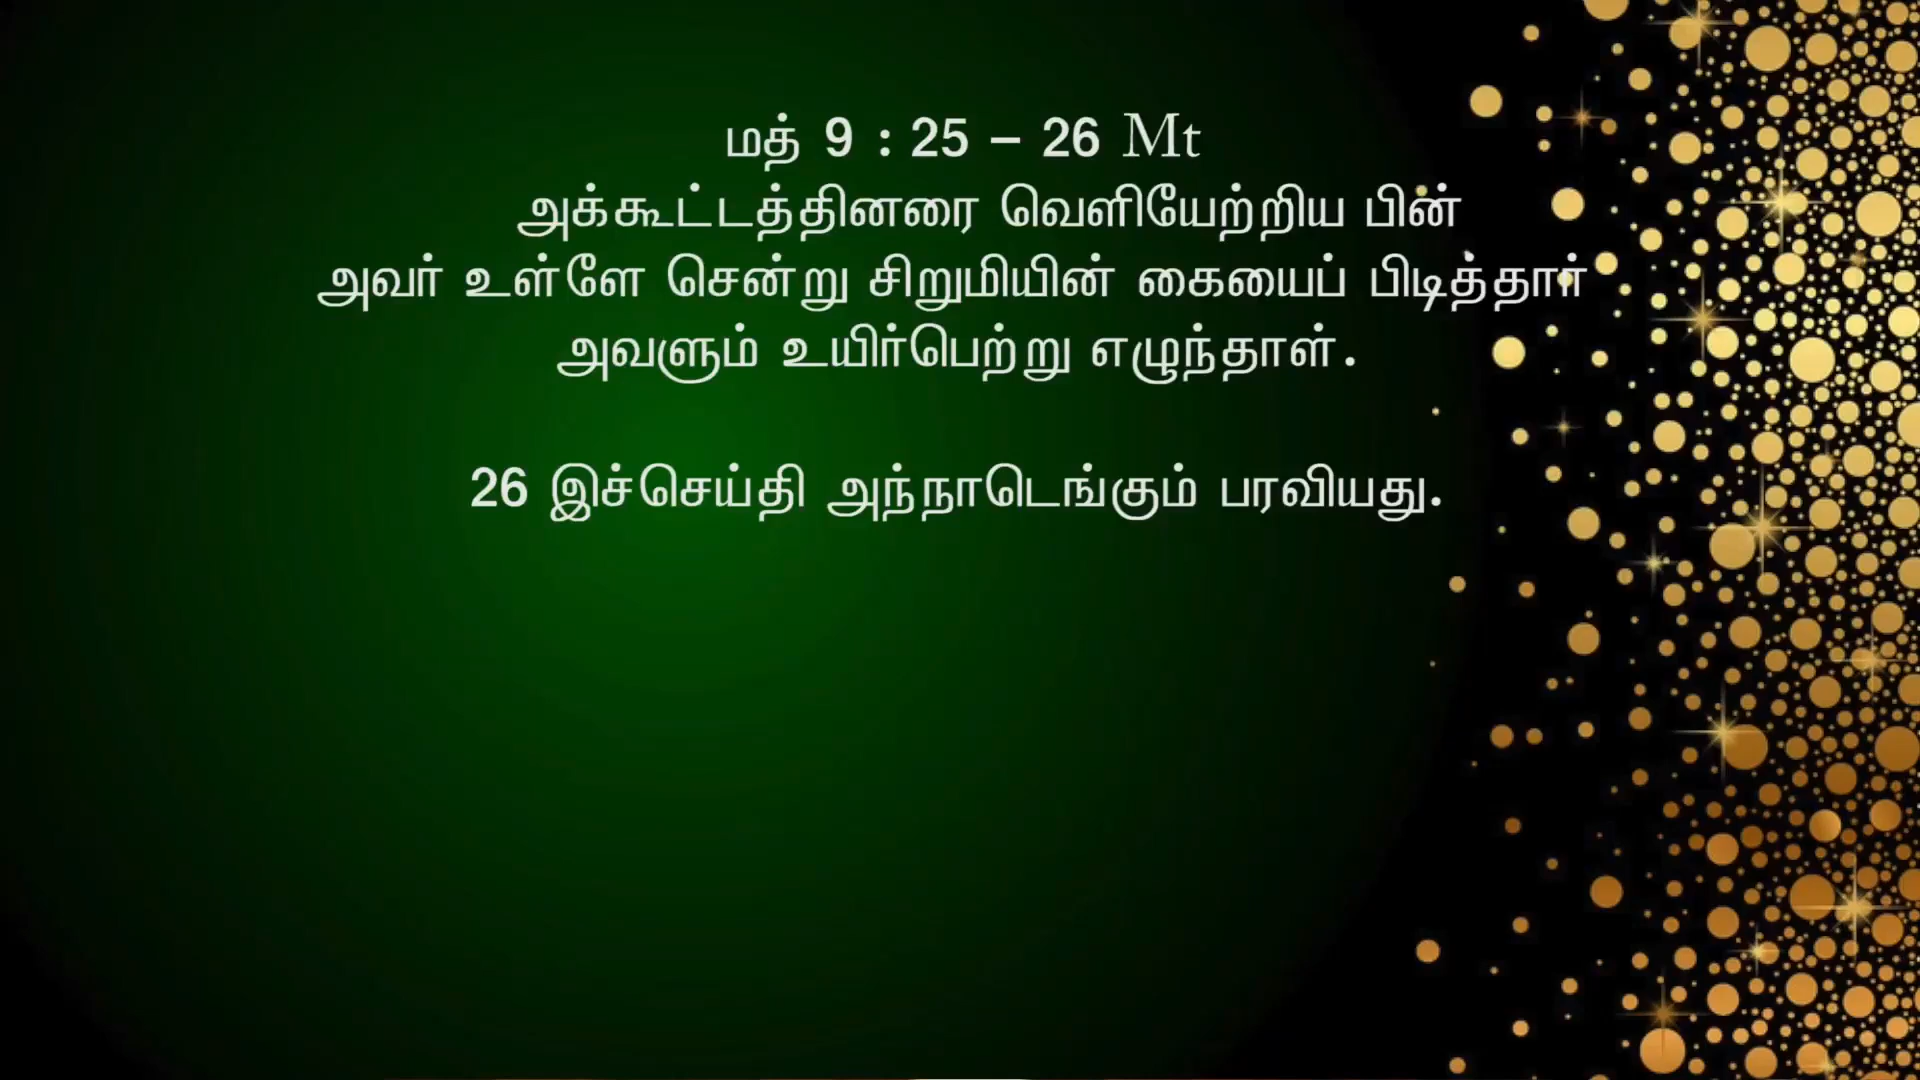 மத் 9 : 25 – 26 Mt
அக்கூட்டத்தினரை வெளியேற்றிய பின்
அவர் உள்ளே சென்று சிறுமியின் கையைப் பிடித்தார்
அவளும் உயிர்பெற்று எழுந்தாள்.
26 இச்செய்தி அந்நாடெங்கும் பரவியது.